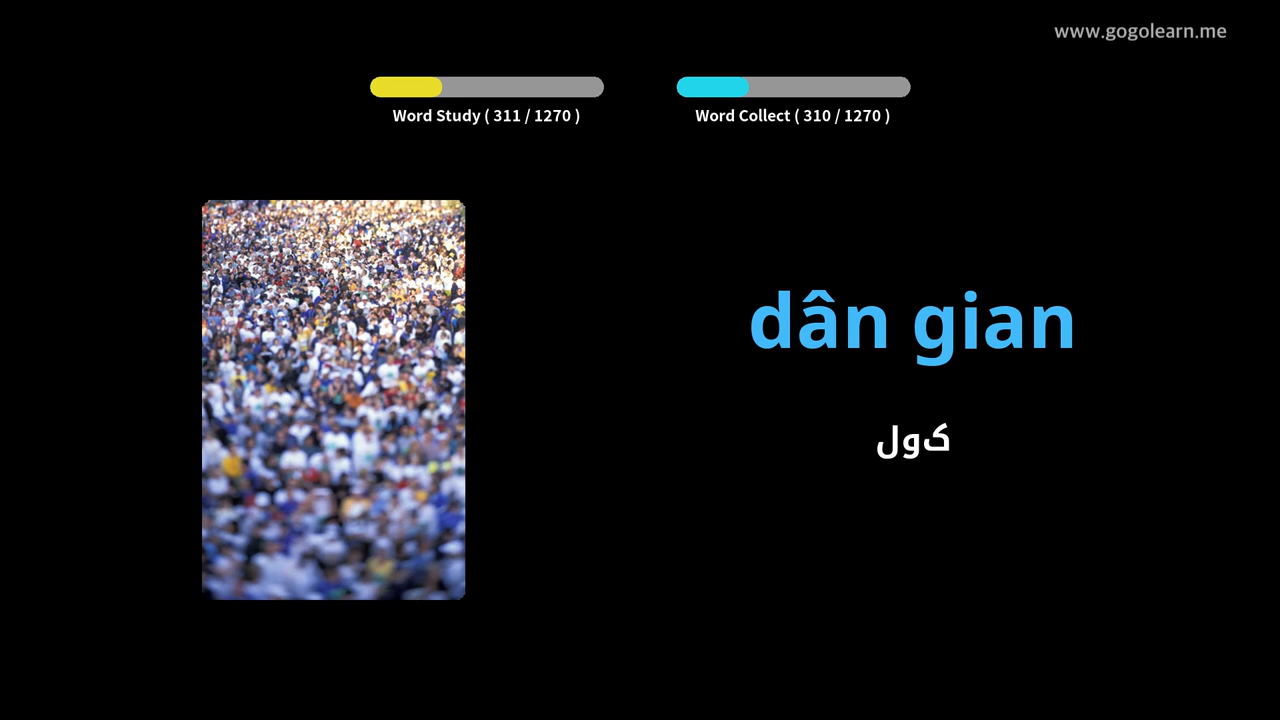 www.gogolearn.me
Word Study ( 311 / 1270 )
Word Collect ( 310 / 1270 )
dân gian
کول